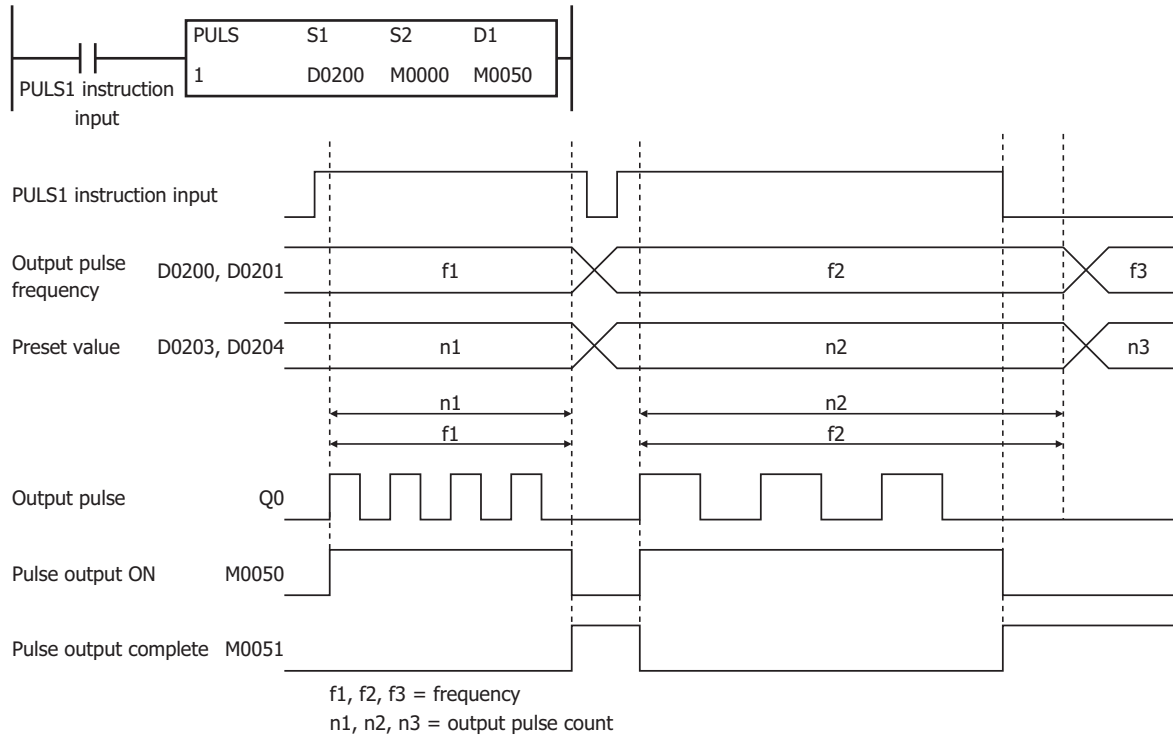 PULS S1 S2 D1
1 D0200 M0000 M0050
PULS1 instruction
input
PULS1 instruction input
Output pulse
frequency
D0200, D0201
f1
f2
f3
Preset value D0203, D0204
n1
n2
n3
n1
n2
f1
f2
Output pulse Q0
Pulse output ON M0050
Pulse output complete M0051
f1, f2, f3 = frequency
n1, n2, n3 = output pulse count